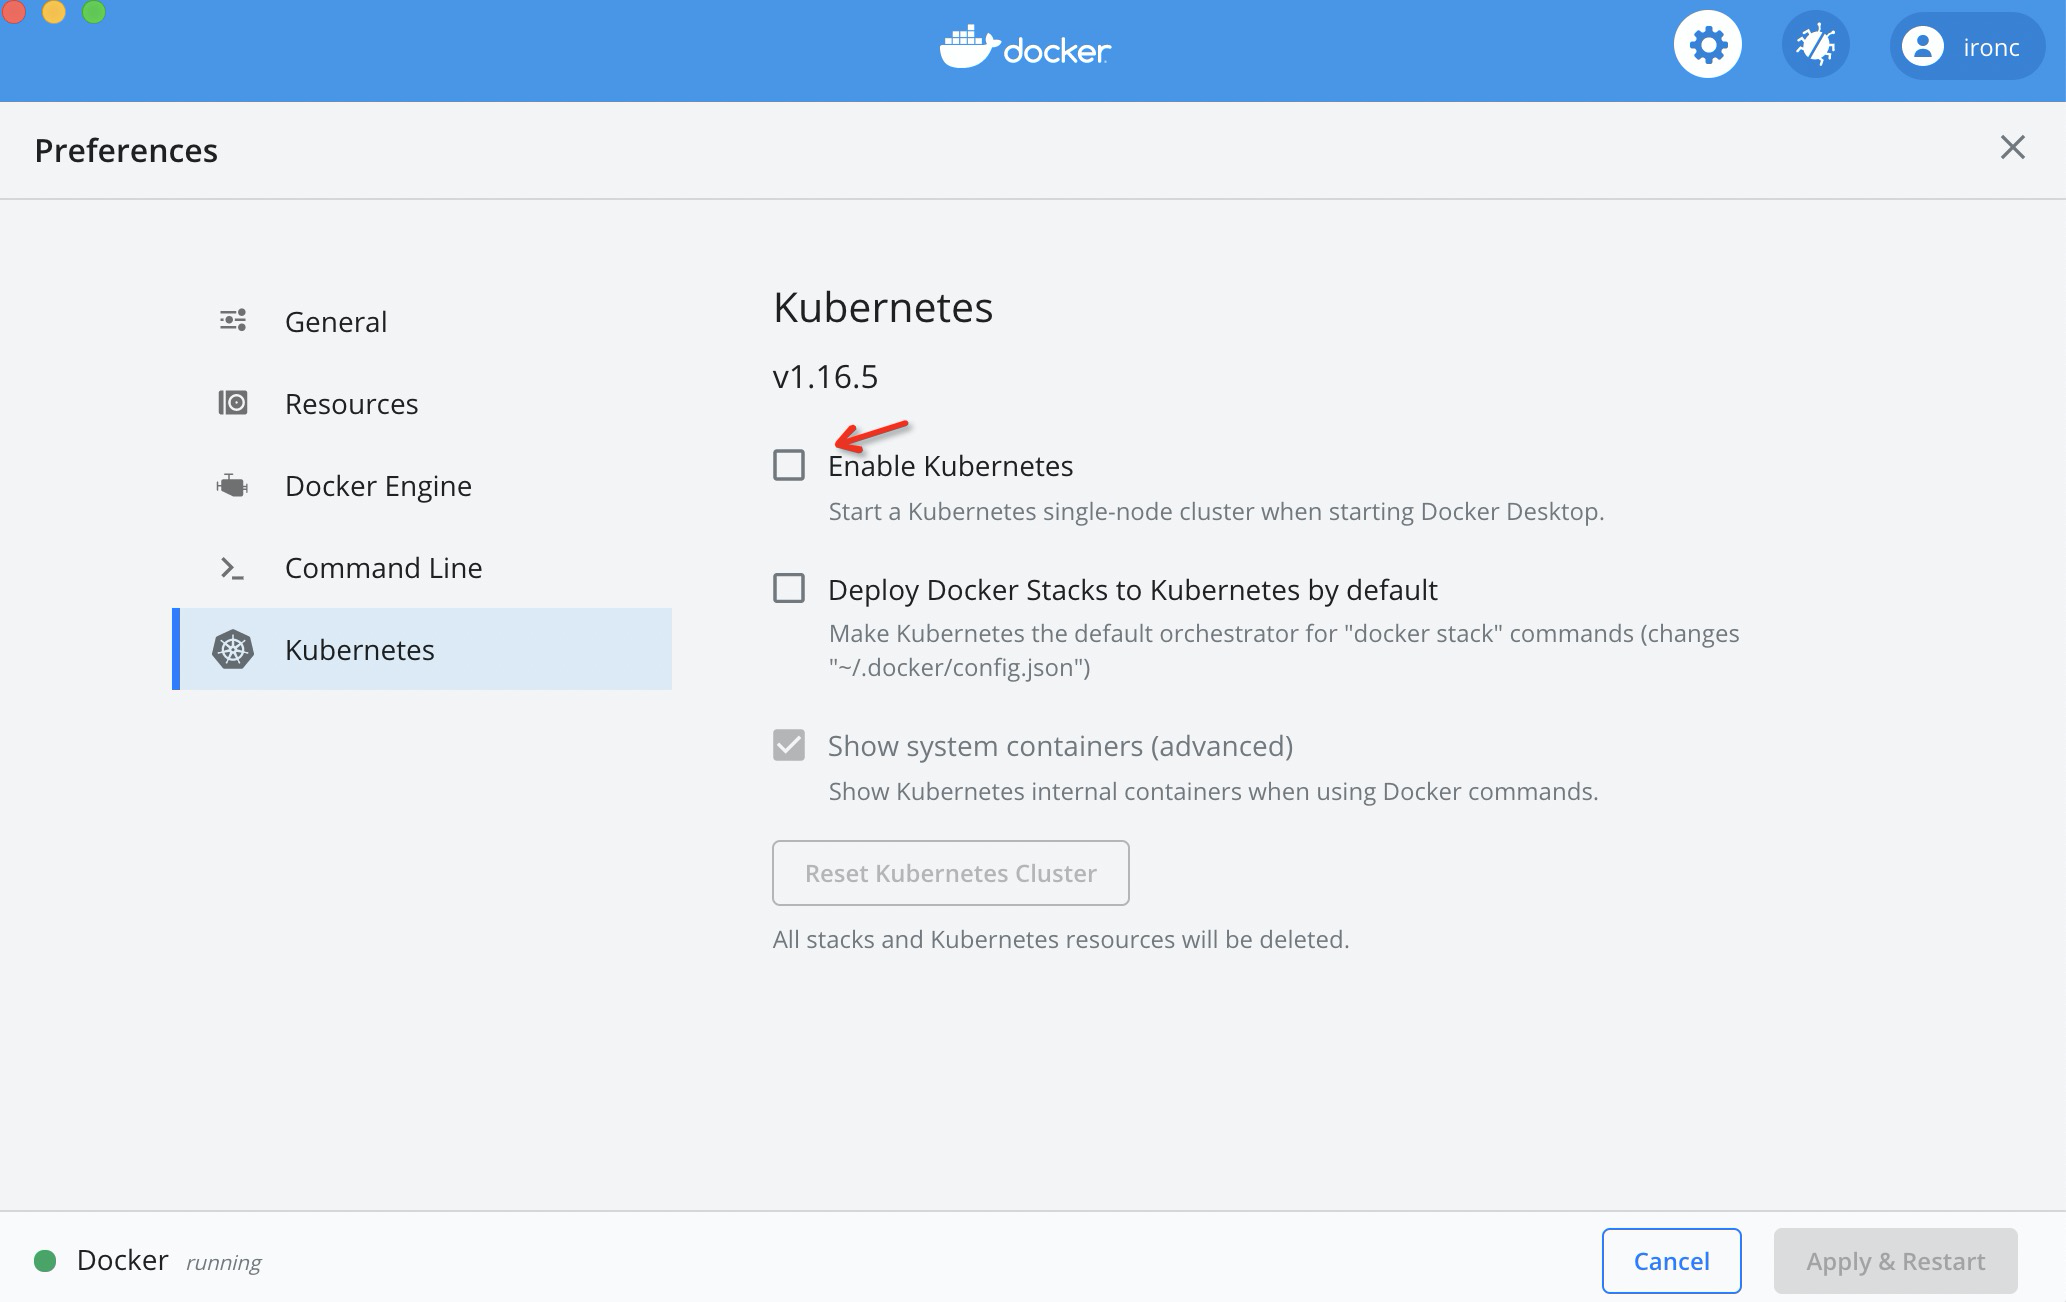 docker
ironc
Preferences
General
Resources
Docker Engine
Command Line
Kubernetes
Kubernetes
v1.16.5
Enable Kubernetes
Start a Kubernetes single-node cluster when starting Docker Desktop.
Deploy Docker Stacks to Kubernetes by default
Make Kubernetes the default orchestrator for "docker stack" commands (changes
"~/.docker/config.json")
Show system containers (advanced)
Show Kubernetes internal containers when using Docker commands.
Reset Kubernetes Cluster
All stacks and Kubernetes resources will be deleted.
Docker running
Cancel
Apply & Restart